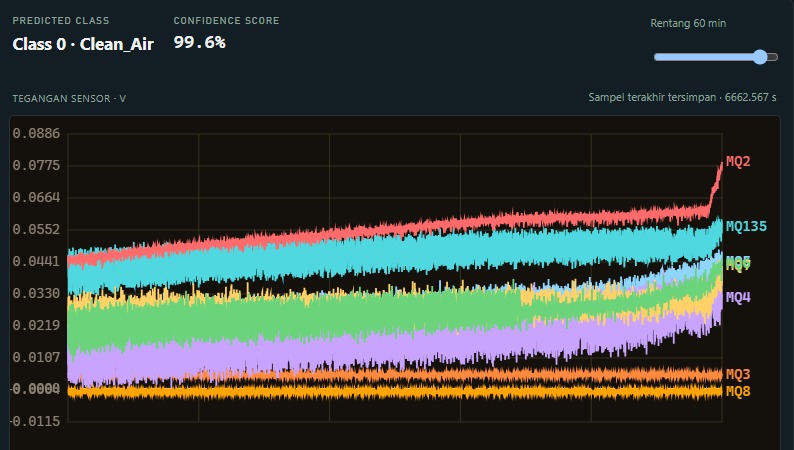 PREDICTED CLASS
Class 0 · Clean_Air
CONFIDENCE SCORE
99.6%
Rentang 60 min
TEGANGAN SENSOR · V
Sampel terakhir tersimpan · 6662.567 s
0.0886
0.0775
0.0664
0.0552
0.0441
0.0330
0.0219
0.0107
-0.0115
MQ2
MQ135
MQ4
MQ3
MQ8